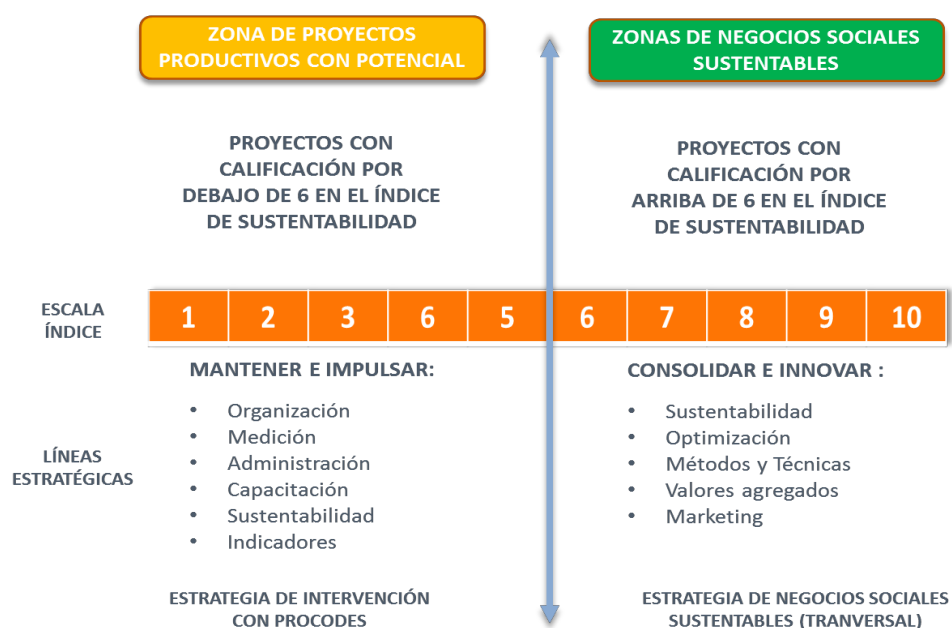 ZONA DE PROYECTOS
PRODUCTIVOS CON POTENCIAL
ZONAS DE NEGOCIOS SOCIALES
SUSTENTABLES
PROYECTOS CON
CALIFICACIÓN POR
DEBAJO DE 6 EN EL ÍNDICE
DE SUSTENTABILIDAD
PROYECTOS CON
CALIFICACIÓN POR
ARRIBA DE 6 EN EL ÍNDICE
DE SUSTENTABILIDAD
ESCALA
ÍNDICE
1 2 3 6 5 6 7 8 9 10
MANTENER E IMPULSAR:
• Organización
• Medición
• Administración
• Capacitación
• Sustentabilidad
• Indicadores
CONSOLIDAR E INNOVAR :
• Sustentabilidad
• Optimización
• Métodos y Técnicas
• Valores agregados
• Marketing
LÍNEAS
ESTRATÉGICAS
ESTRATEGIA DE INTERVENCIÓN
CON PROCODES
ESTRATEGIA DE NEGOCIOS SOCIALES
SUSTENTABLES (TRANVERSAL)